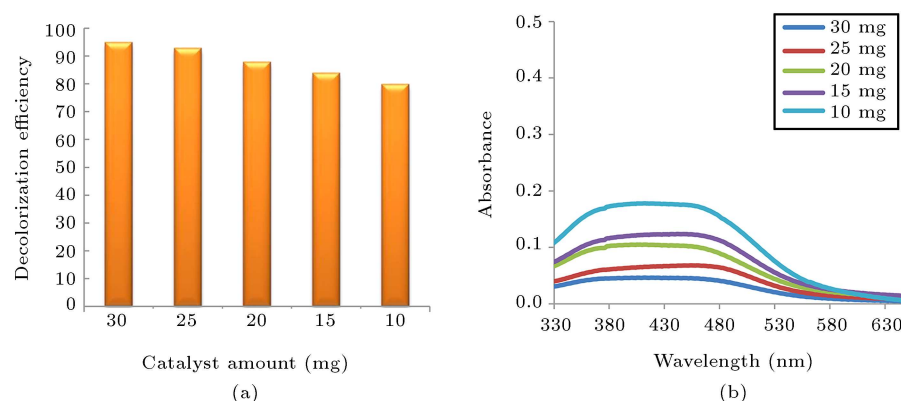 100
90
80
70
60
50
40
30
20
10
0
Decolorization efficiency
30 25 20 15 10
Catalyst amount (mg)
(a)
0.5
0.4
0.3
0.2
0.1
0.0
Absorbance
30 mg
25 mg
20 mg
15 mg
10 mg
330 380 430 480 530 580 630
Wavelength (nm)
(b)